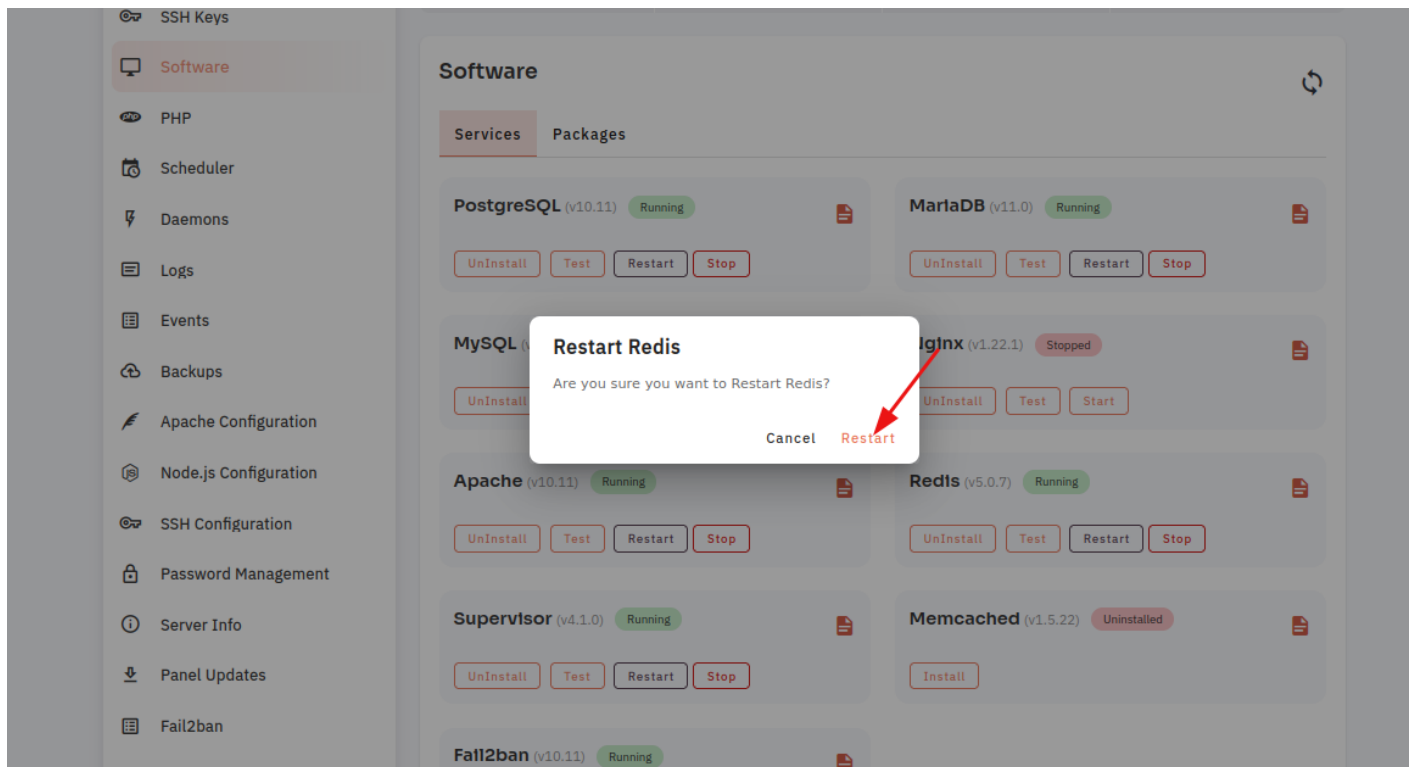 SSH Keys
Software
PHP
Scheduler
Daemons
Logs
Events
Backups
Apache Configuration
Node.js Configuration
SSH Configuration
Password Management
Server Info
Panel Updates
Fail2ban
Software
Services Packages
PostgreSQL (v10.11) Running
UnInstall Test Restart Stop
MariaDB (v11.0) Running
UnInstall Test Restart Stop
MySQL
UnInstall
Nginx (v1.22.1) Stopped
UnInstall Test Start
Restart Redis
Are you sure you want to Restart Redis?
Cancel Restart
Apache (v10.11) Running
UnInstall Test Restart Stop
Redis (v5.0.7) Running
UnInstall Test Restart Stop
Supervisor (v4.1.0) Running
UnInstall Test Restart Stop
Memcached (v1.5.22) Uninstalled
Install
Fail2ban (v10.11) Running